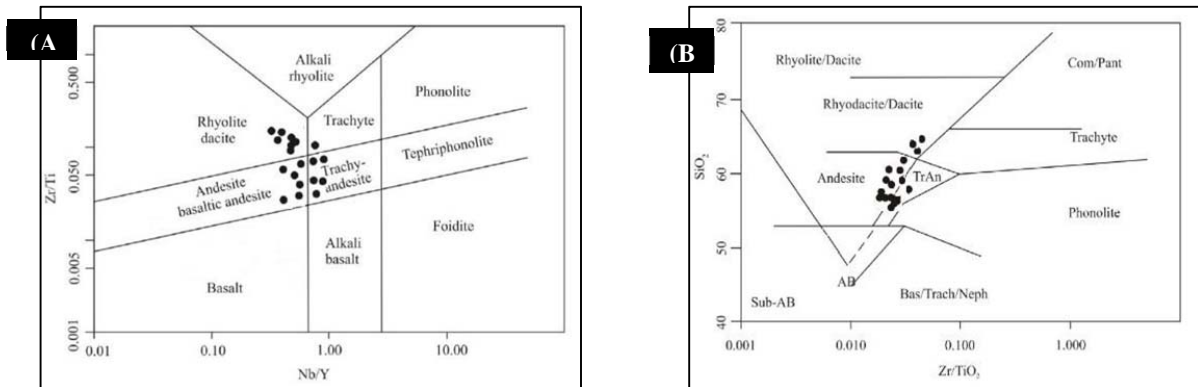 (A
Zr/Ti
0.500
0.050
0.005
0.001
0.01
0.10
1.00
10.00
Nb/Y
Alkali
rhyolite
Phonolite
Rhyolite
dacite
Trachyte
Tephriphonolite
Andesite
basaltic andesite
Trachy-
andesite
Foidite
Alkali
basalt
Basalt
(B
SiO₂
80
70
60
50
40
0.001
0.010
0.100
1.000
Zr/TiO₂
Rhyolite/Dacite
Com/Pant
Rhyodacite/Dacite
Trachyte
Andesite
TrAn
Phonolite
AB
Sub-AB
Bas/Trach/Neph